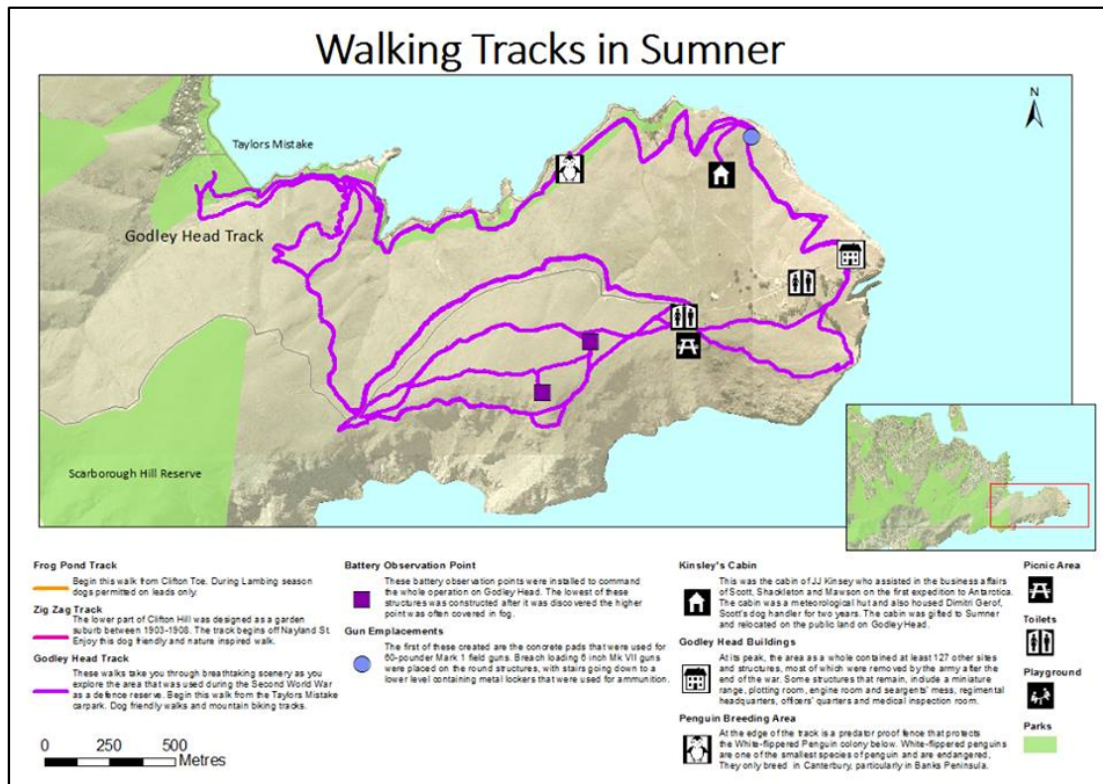 Walking Tracks in Sumner
N
Taylors Mistake
Godley Head Track
Scarborough Hill Reserve
Frog Pond Track
Begin this walk from Clifton Toe. During Lambing season
dogs permitted on leads only.
Zig Zag Track
The lower part of Clifton Hill was designed as a garden
suburb between 1903-1908. The track begins off Nayland St.
Enjoy this dog friendly and nature inspired walk.
Godley Head Track
These walks take you through breathtaking scenery as you
explore the area that was used during the Second World War
as a defence reserve. Begin this walk from the Taylors Mistake
carpark. Dog friendly walks and mountain biking tracks.
0 250 500
Metres
Battery Observation Point
These battery observation points were installed to command
the whole operation on Godley Head. The lowest of these
structures was constructed after it was discovered the higher
point was often covered in fog.
Gun Emplacements
The first of these created are the concrete pads that were used for
60-pounder Mark 1 field guns. Breach loading 6 inch Mk VII guns
were placed on the round structures, with stairs going down to a
lower level containing metal lockers that were used for ammunition.
Kinsley's Cabin
This was the cabin of JJ Kinsey who assisted in the business affairs
of Scott, Shackleton and Mawson on the first expedition to Antarctica.
The cabin was a meteorological hut and also housed Dimitri Gerof,
Scott's dog handler for two years. The cabin was gifted to Sumner
and relocated on the public land on Godley Head.
Godley Head Buildings
At its peak, the area as a whole contained at least 127 other sites
and structures, most of which were removed by the army after the
end of the war. Some structures that remain, include a miniature
range, plotting room, engine room and seargents' mess, regimental
headquarters, officers' quarters and medical inspection room.
Penguin Breeding Area
At the edge of the track is a predator proof fence that protects
the White-flippered Penguin colony below. White-flippered penguins
are one of the smallest species of penguin and are endangered,
They only breed in Canterbury, particularly in Banks Peninsula.
Picnic Area
Toilets
Playground
Parks